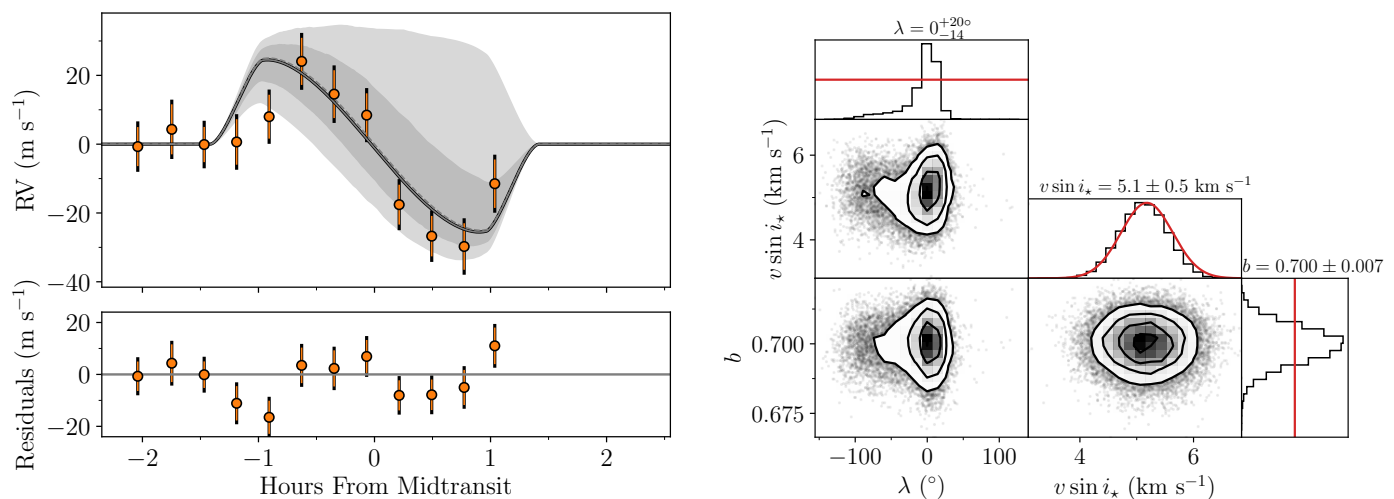 20
0
−20
−40
RV (m s⁻¹)
20
0
−20
Residuals (m s⁻¹)
−2
−1
0
1
2
Hours From Midtransit
λ = 0⁺²⁰°₋₁₄
6
4
v sin i⋆ (km s⁻¹)
v sin i⋆ = 5.1 ± 0.5 km s⁻¹
b = 0.700 ± 0.007
0.700
0.675
b
−100
0
100
λ (°)
4
6
v sin i⋆ (km s⁻¹)